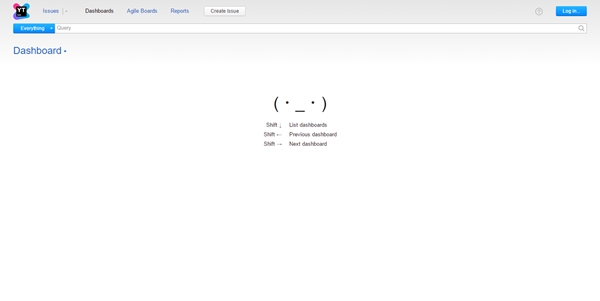 YT
Issues Dashboards Agile Boards Reports Create issue ? Log in...
Everything Query
Dashboard
( · _ · )
Shift ↓ List dashboards
Shift ← Previous dashboard
Shift → Next dashboard